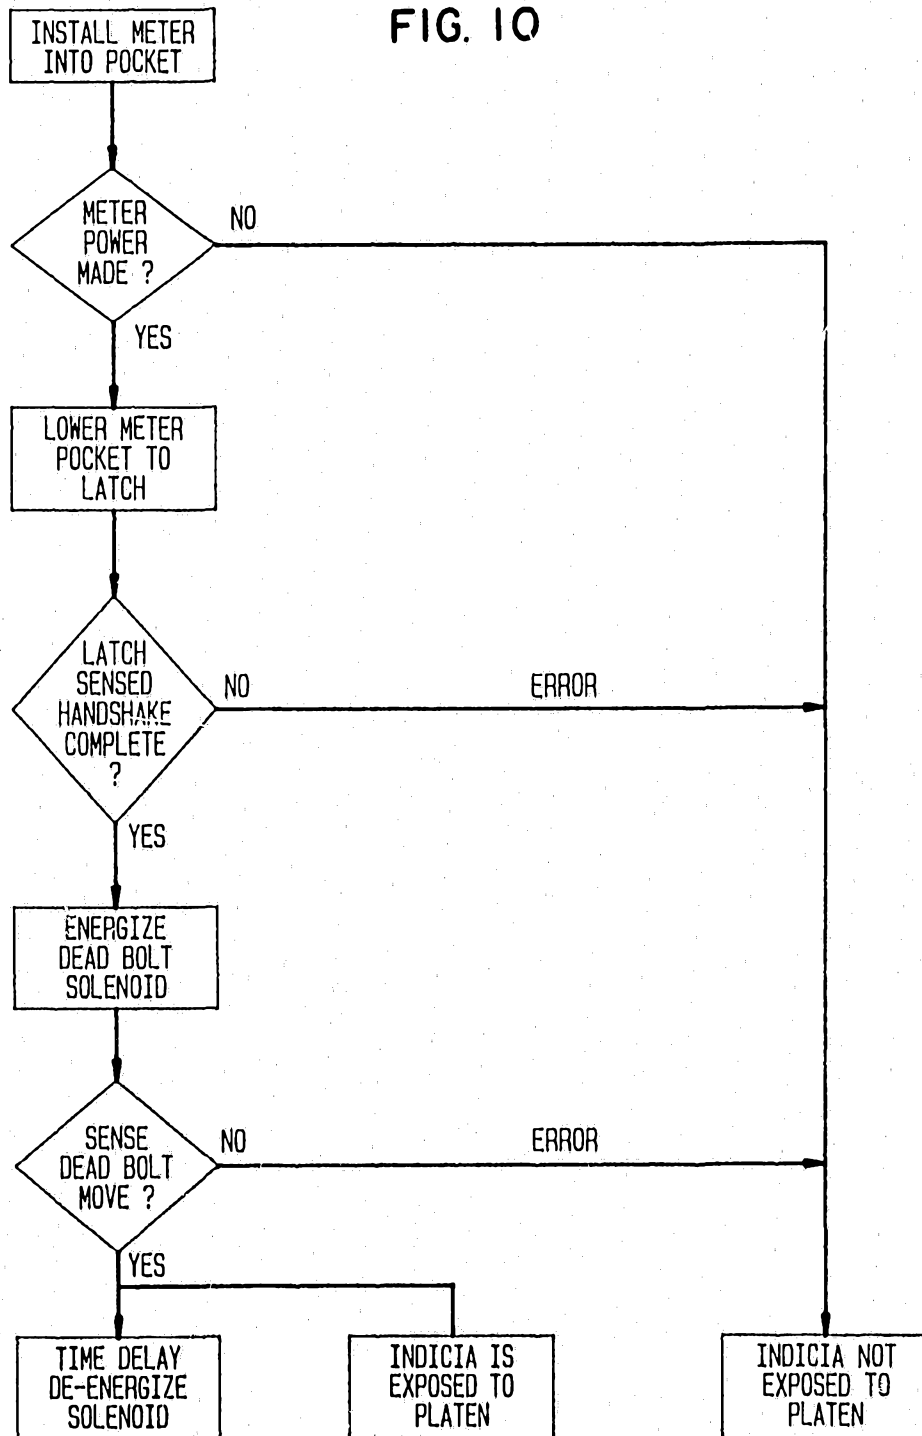 FIG. 10
INSTALL METER
INTO POCKET
METER
POWER
MADE ?
NO
YES
LOWER METER
POCKET TO
LATCH
LATCH
SENSED
HANDSHAKE
COMPLETE
?
NO
ERROR
YES
ENERGIZE
DEAD BOLT
SOLENOID
SENSE
DEAD BOLT
MOVE ?
NO
ERROR
YES
TIME DELAY
DE-ENERGIZE
SOLENOID
INDICIA IS
EXPOSED TO
PLATEN
INDICIA NOT
EXPOSED TO
PLATEN